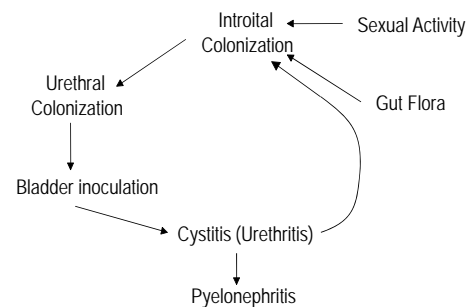 Introital
Colonization
Sexual Activity
Urethral
Colonization
Gut Flora
Bladder inoculation
Cystitis (Urethritis)
Pyelonephritis